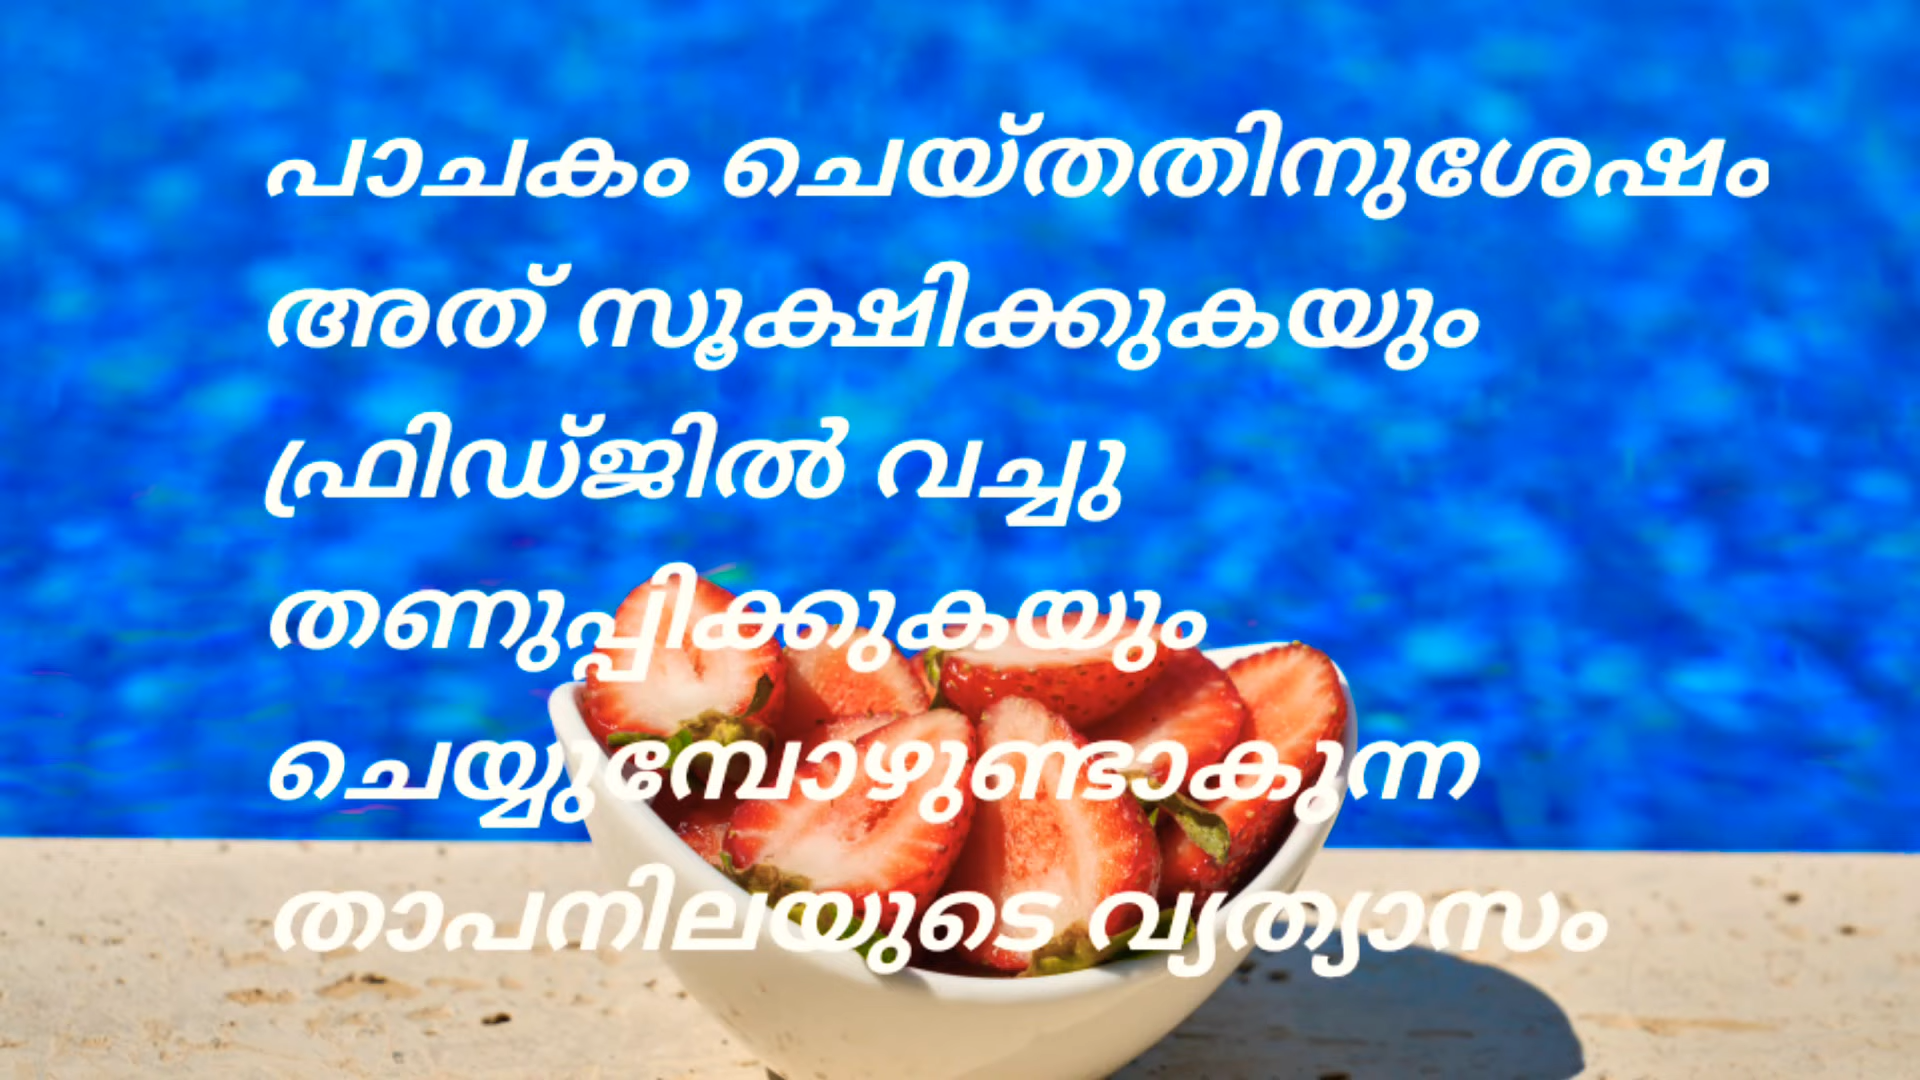 പാചകം ചെയ്തതിനുശേഷം
അത് സൂക്ഷിക്കുകയും
ഫ്രിഡ്ജിൽ വച്ചു
തണുപ്പിക്കുകയും
ചെയ്യുമ്പോഴുണ്ടാകുന്ന
താപനിലയുടെ വ്യത്യാസം